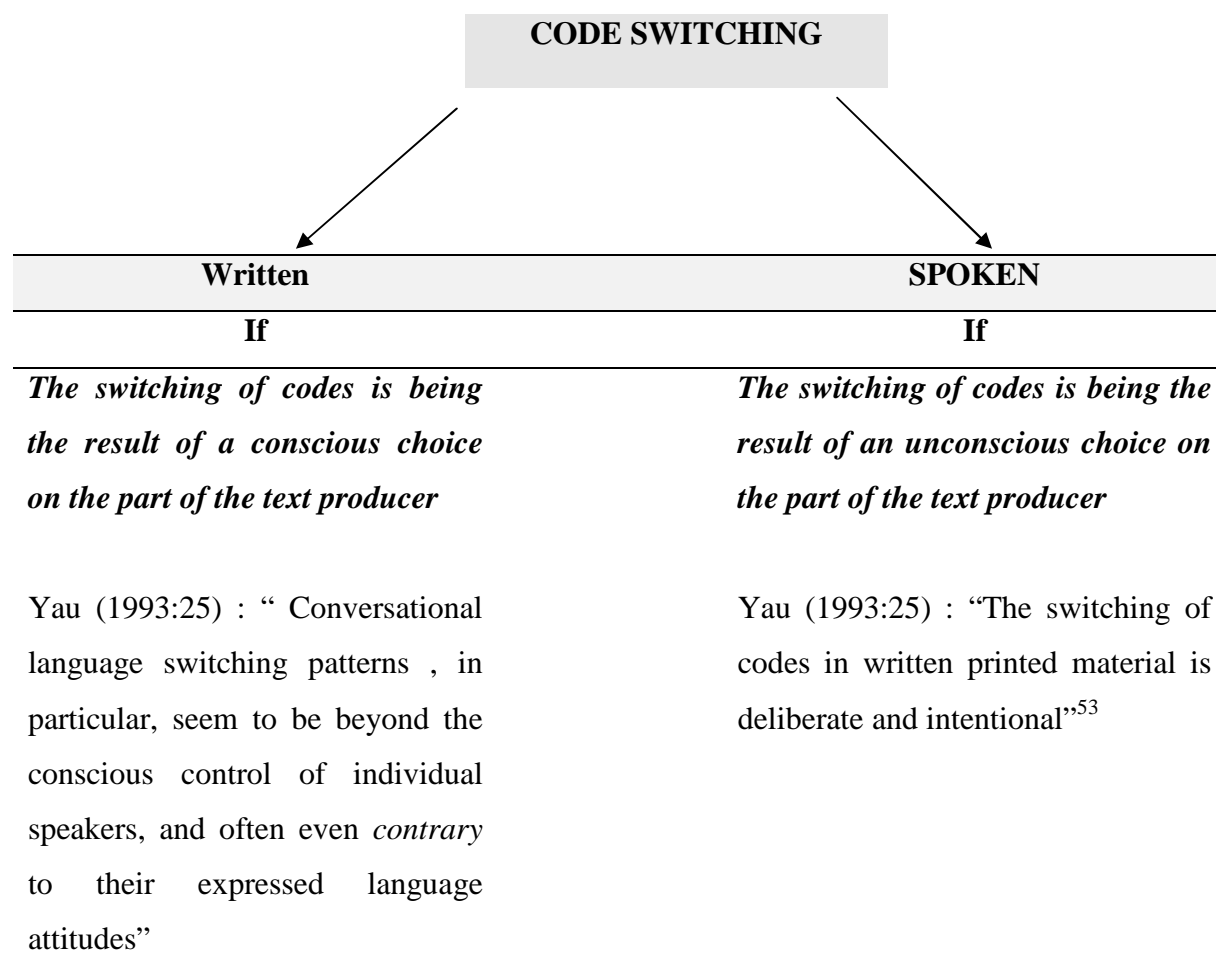 CODE SWITCHING
Written
SPOKEN
If
If
The switching of codes is being
the result of a conscious choice
on the part of the text producer
The switching of codes is being the
result of an unconscious choice on
the part of the text producer
Yau (1993:25) : “ Conversational
language switching patterns , in
particular, seem to be beyond the
conscious control of individual
speakers, and often even contrary
to their expressed language
attitudes”
Yau (1993:25) : “The switching of
codes in written printed material is
deliberate and intentional”53